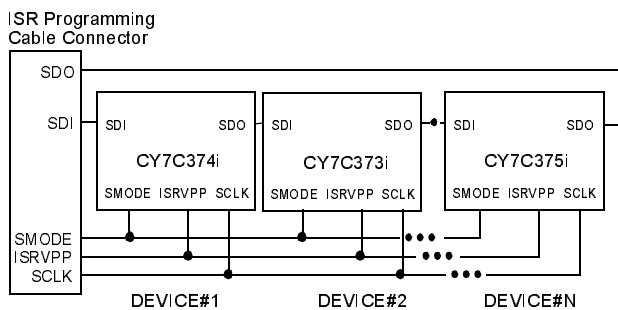 ISR Programming
Cable Connector
SDO
SDI
SDI SDO
CY7C374i
SMODE ISRVPP SCLK
SDI SDO
CY7C373i
SMODE ISRVPP SCLK
SDI SDO
CY7C375i
SMODE ISRVPP SCLK
SMODE
ISRVPP
SCLK
DEVICE#1 DEVICE#2 DEVICE#N